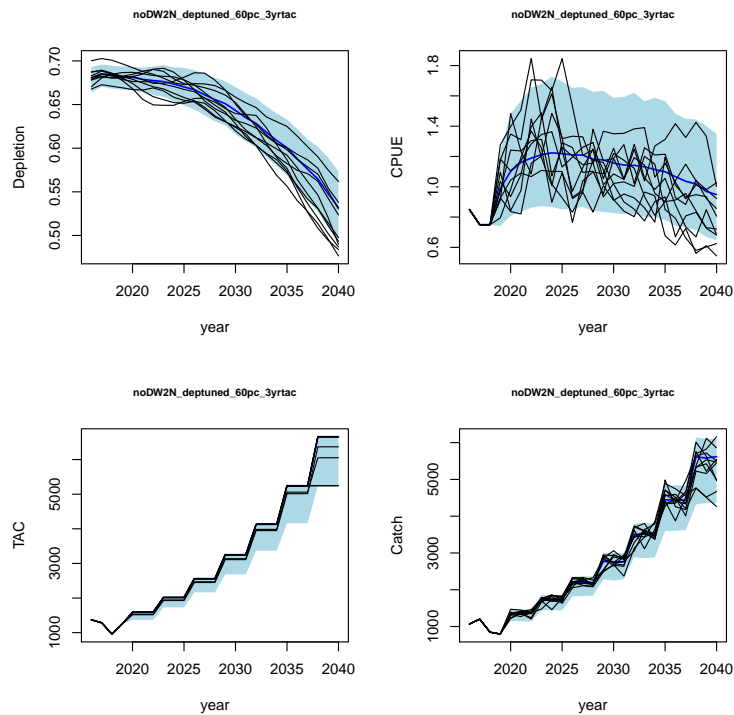 noDW2N_deptuned_60pc_3yrtac
Depletion
0.70
0.65
0.60
0.55
0.50
2020 2025 2030 2035 2040
year
noDW2N_deptuned_60pc_3yrtac
CPUE
1.8
1.4
1.0
0.6
2020 2025 2030 2035 2040
year
noDW2N_deptuned_60pc_3yrtac
TAC
5000
3000
1000
2020 2025 2030 2035 2040
year
noDW2N_deptuned_60pc_3yrtac
Catch
5000
3000
1000
2020 2025 2030 2035 2040
year